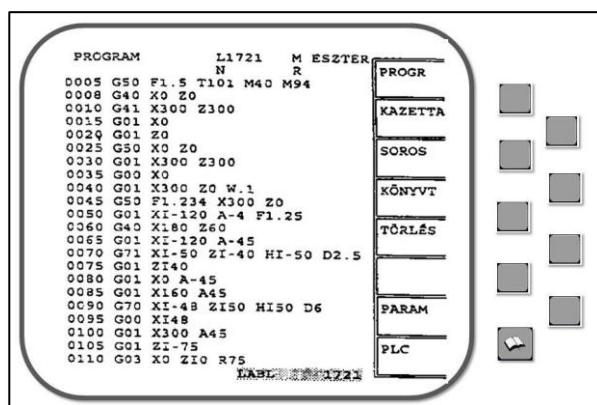 PROGRAM L1721 M ESZTER
N R
0005 G50 F1.5 T101 M40 M94
0008 G40 X0 Z0
0010 G41 X300 Z300
0015 G01 X0
0020 G01 Z0
0025 G50 X0 Z0
0030 G01 X300 Z300
0035 G00 X0
0040 G01 X300 Z0 W.1
0045 G50 F1.234 X300 Z0
0050 G01 XI-120 A-4 F1.25
0060 G40 X180 Z60
0065 G01 XI-120 A-45
0070 G71 XI-50 ZI-40 HI-50 D2.5
0075 G01 ZI40
0080 G01 X0 A-45
0085 G01 X160 A45
0090 G70 XI-48 ZI50 HI50 D6
0095 G00 XI48
0100 G01 X300 A45
0105 G01 ZI-75
0110 G03 X0 ZI0 R75
LABL 1721
PROGR
KAZETTA
SOROS
KÖNYVT
TÖRLÉS
PARAM
PLC